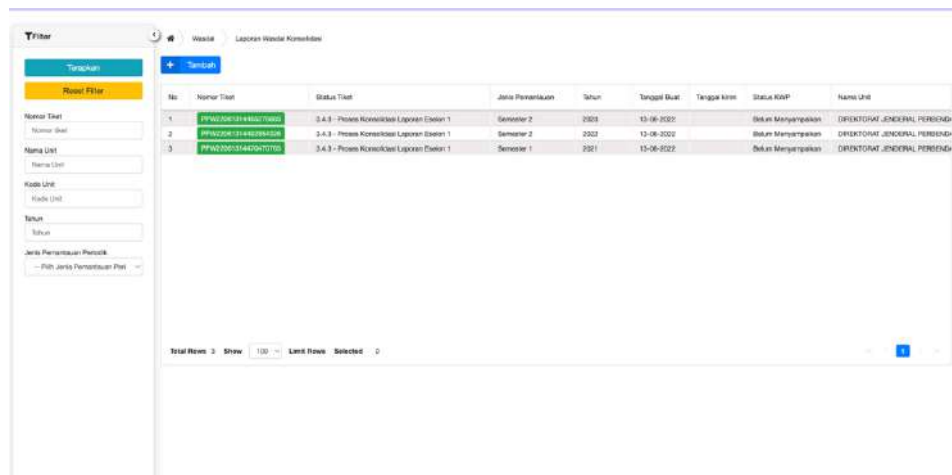 Filter
Terapkan
Reset Filter
Nomor Tiket
Nomor tiket
Nama Unit
Nama Unit
Kode Unit
Kode Unit
Tahun
Tahun
Jenis Pemantauan Periodik
-- Pilih Jenis Pemantauan Peri
Wasdal Laporan Wasdal Konsolidasi
+ Tambah
No Nomor Tiket Status Tiket Jenis Pemantauan Tahun Tanggal Buat Tanggal kirim Status KWP Nama Unit
1 3.4.3 - Proses Konsolidasi Laporan Eselon 1 Semester 2 13-06-2022 Belum Menyampaikan DIREKTORAT JENDERAL PERBENDA
2 3.4.3 - Proses Konsolidasi Laporan Eselon 1 Semester 2 2022 13-06-2022 Belum Menyampaikan DIREKTORAT JENDERAL PERBENDA
3 3.4.3 - Proses Konsolidasi Laporan Eselon 1 Semester 1 2021 13-06-2022 Belum Menyampaikan DIREKTORAT JENDERAL PERBENDA
Total Rows 3 Show 100 Limit Rows Selected 0
1